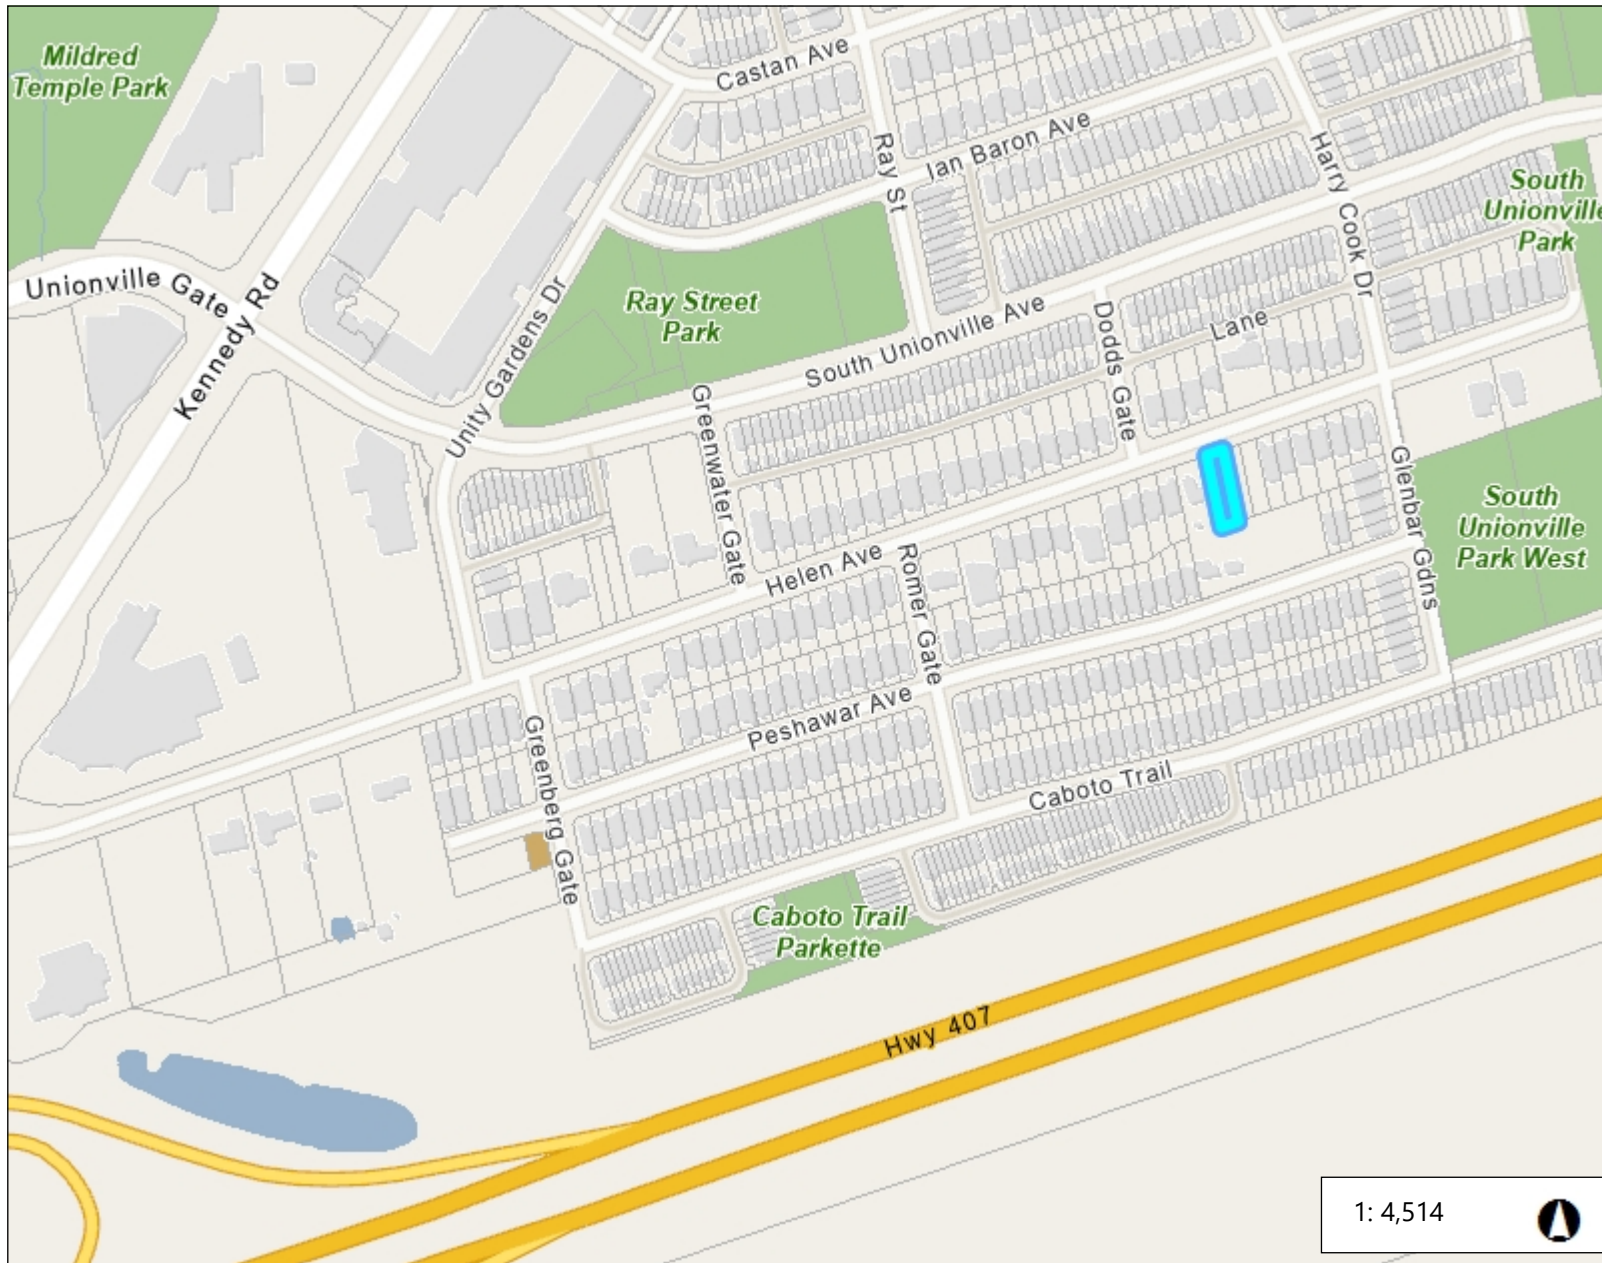 Mildred
Temple Park
Castan Ave
Ray St
Ian Baron Ave
Harry Cook Dr
South
Unionville
Park
Unionville Gate
Kennedy Rd
Unity Gardens Dr
Ray Street
Park
South Unionville Ave
Dodds Gate
Lane
Greenwater Gate
Glenbar Gdns
South
Unionville
Park West
Helen Ave
Romer Gate
Peshawar Ave
Greenberg Gate
Caboto Trail
Caboto Trail
Parkette
Hwy 407
1: 4,514